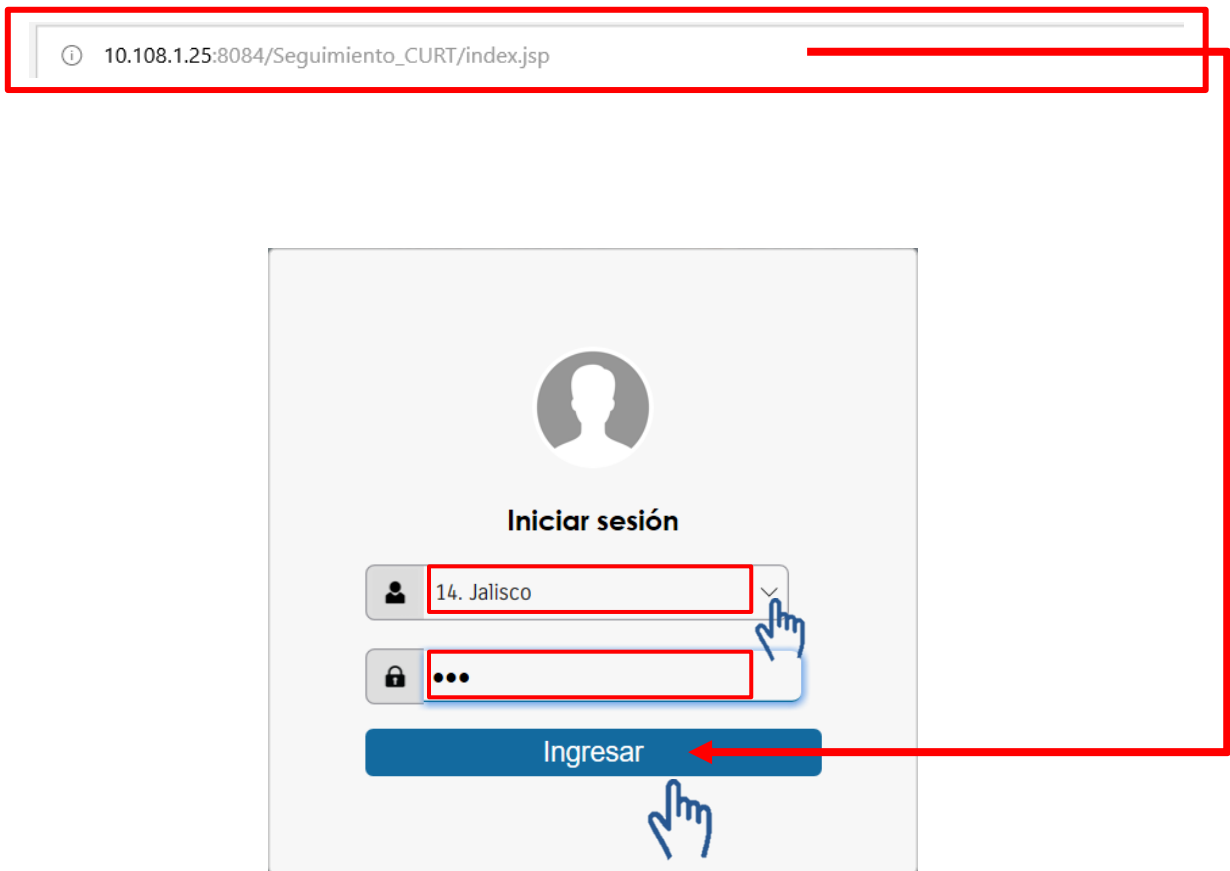 10.108.1.25:8084/Seguimiento_CURT/index.jsp
Iniciar sesión
14. Jalisco
•••
Ingresar